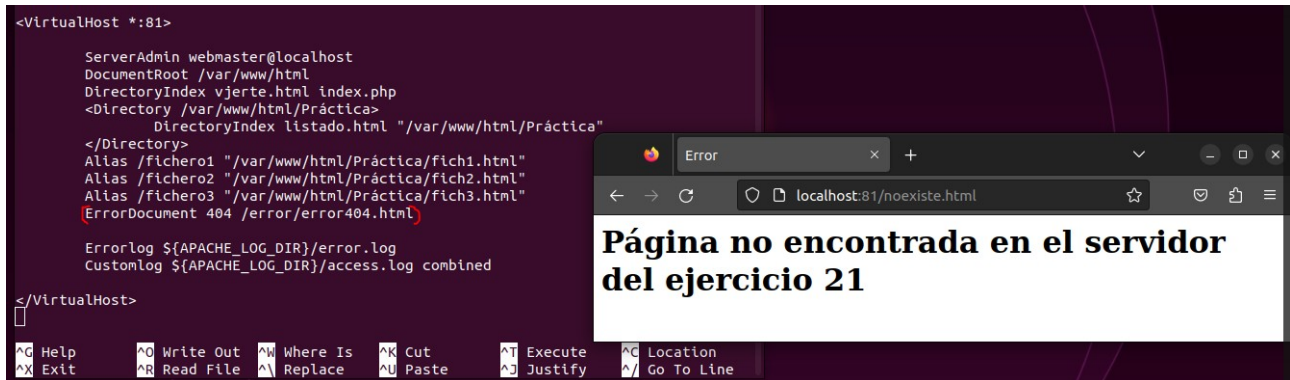 <VirtualHost *:81>
ServerAdmin webmaster@localhost
DocumentRoot /var/www/html
DirectoryIndex vjerte.html index.php
<Directory /var/www/html/Práctica>
DirectoryIndex listado.html "/var/www/html/Práctica"
</Directory>
Alias /fichero1 "/var/www/html/Práctica/fich1.html"
Alias /fichero2 "/var/www/html/Práctica/fich2.html"
Alias /fichero3 "/var/www/html/Práctica/fich3.html"
ErrorDocument 404 /error/error404.html
Errorlog ${APACHE_LOG_DIR}/error.log
Customlog ${APACHE_LOG_DIR}/access.log combined
</VirtualHost>
^G Help ^O Write Out ^W Where Is ^K Cut ^T Execute ^C Location
^X Exit ^R Read File ^\ Replace ^U Paste ^J Justify ^/ Go To Line
Error
localhost:81/noexiste.html
Página no encontrada en el servidor
del ejercicio 21